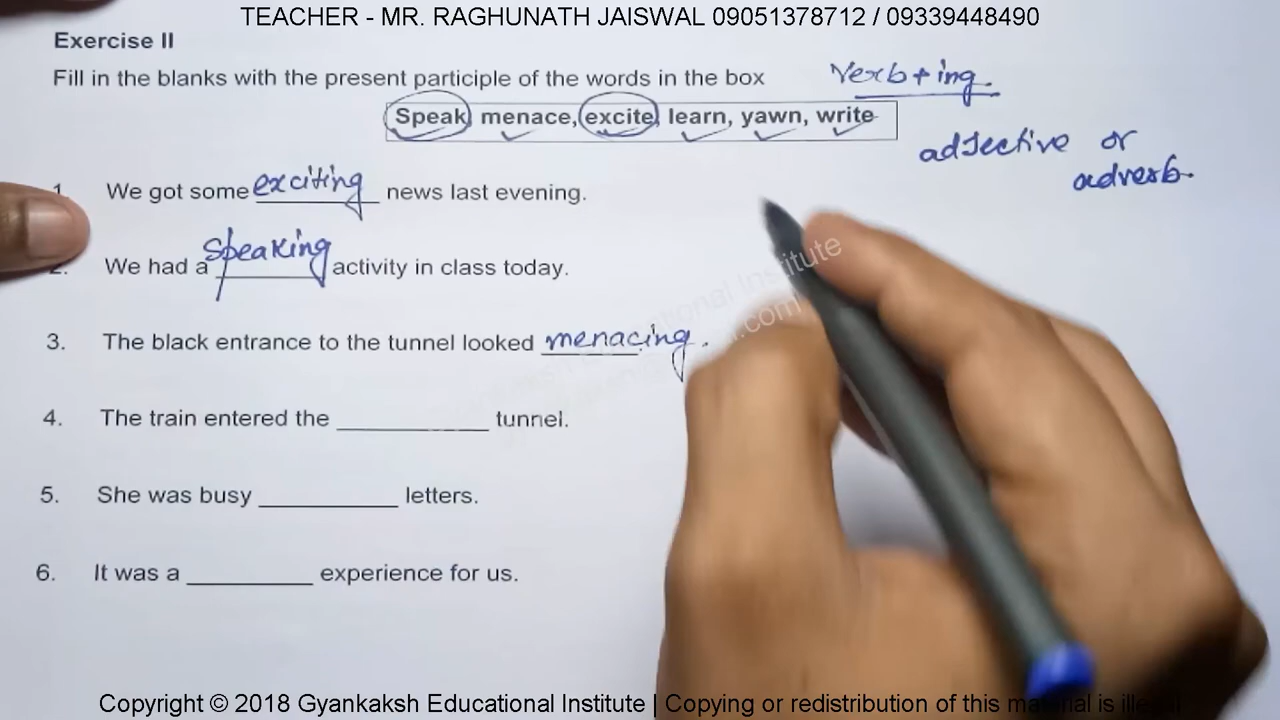 TEACHER - MR. RAGHUNATH JAISWAL 09051378712 / 09339448490
Exercise II
Fill in the blanks with the present participle of the words in the box Verb + ing
Speak, menace, excite, learn, yawn, write
adjective or
adverb
1. We got some exciting news last evening.
2. We had a speaking activity in class today.
3. The black entrance to the tunnel looked menacing.
4. The train entered the ____________ tunnel.
5. She was busy ___________ letters.
6. It was a __________ experience for us.
Copyright © 2018 Gyankaksh Educational Institute | Copying or redistribution of this material is illegal